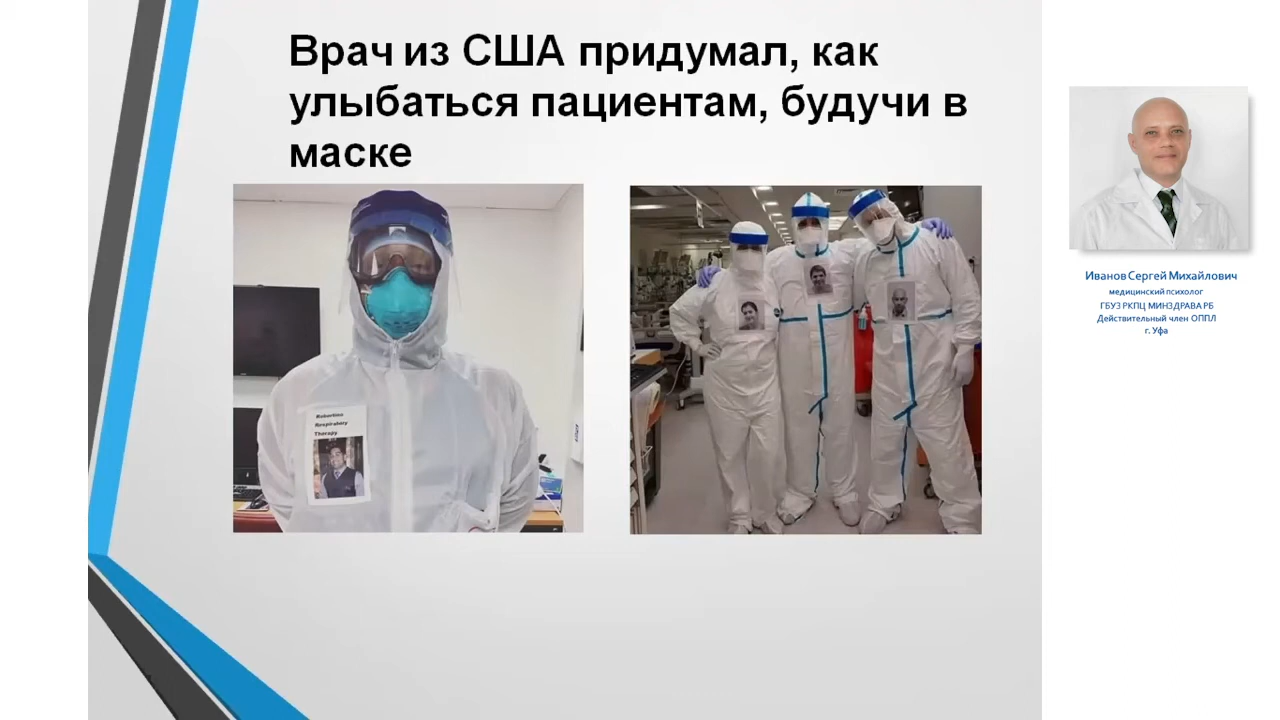 Врач из США придумал, как
улыбаться пациентам, будучи в
маске
Robertino
Respiratory
Therapy
Иванов Сергей Михайлович
медицинский психолог
ГБУЗ РКПЦ МИНЗДРАВА РБ
Действительный член ОППЛ
г. Уфа